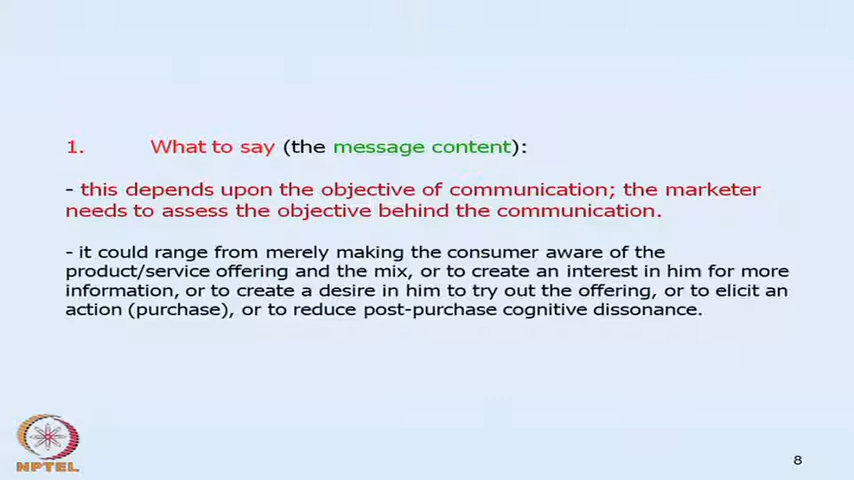 1. What to say (the message content):
- this depends upon the objective of communication; the marketer
needs to assess the objective behind the communication.
- it could range from merely making the consumer aware of the
product/service offering and the mix, or to create an interest in him for more
information, or to create a desire in him to try out the offering, or to elicit an
action (purchase), or to reduce post-purchase cognitive dissonance.
NPTEL
8